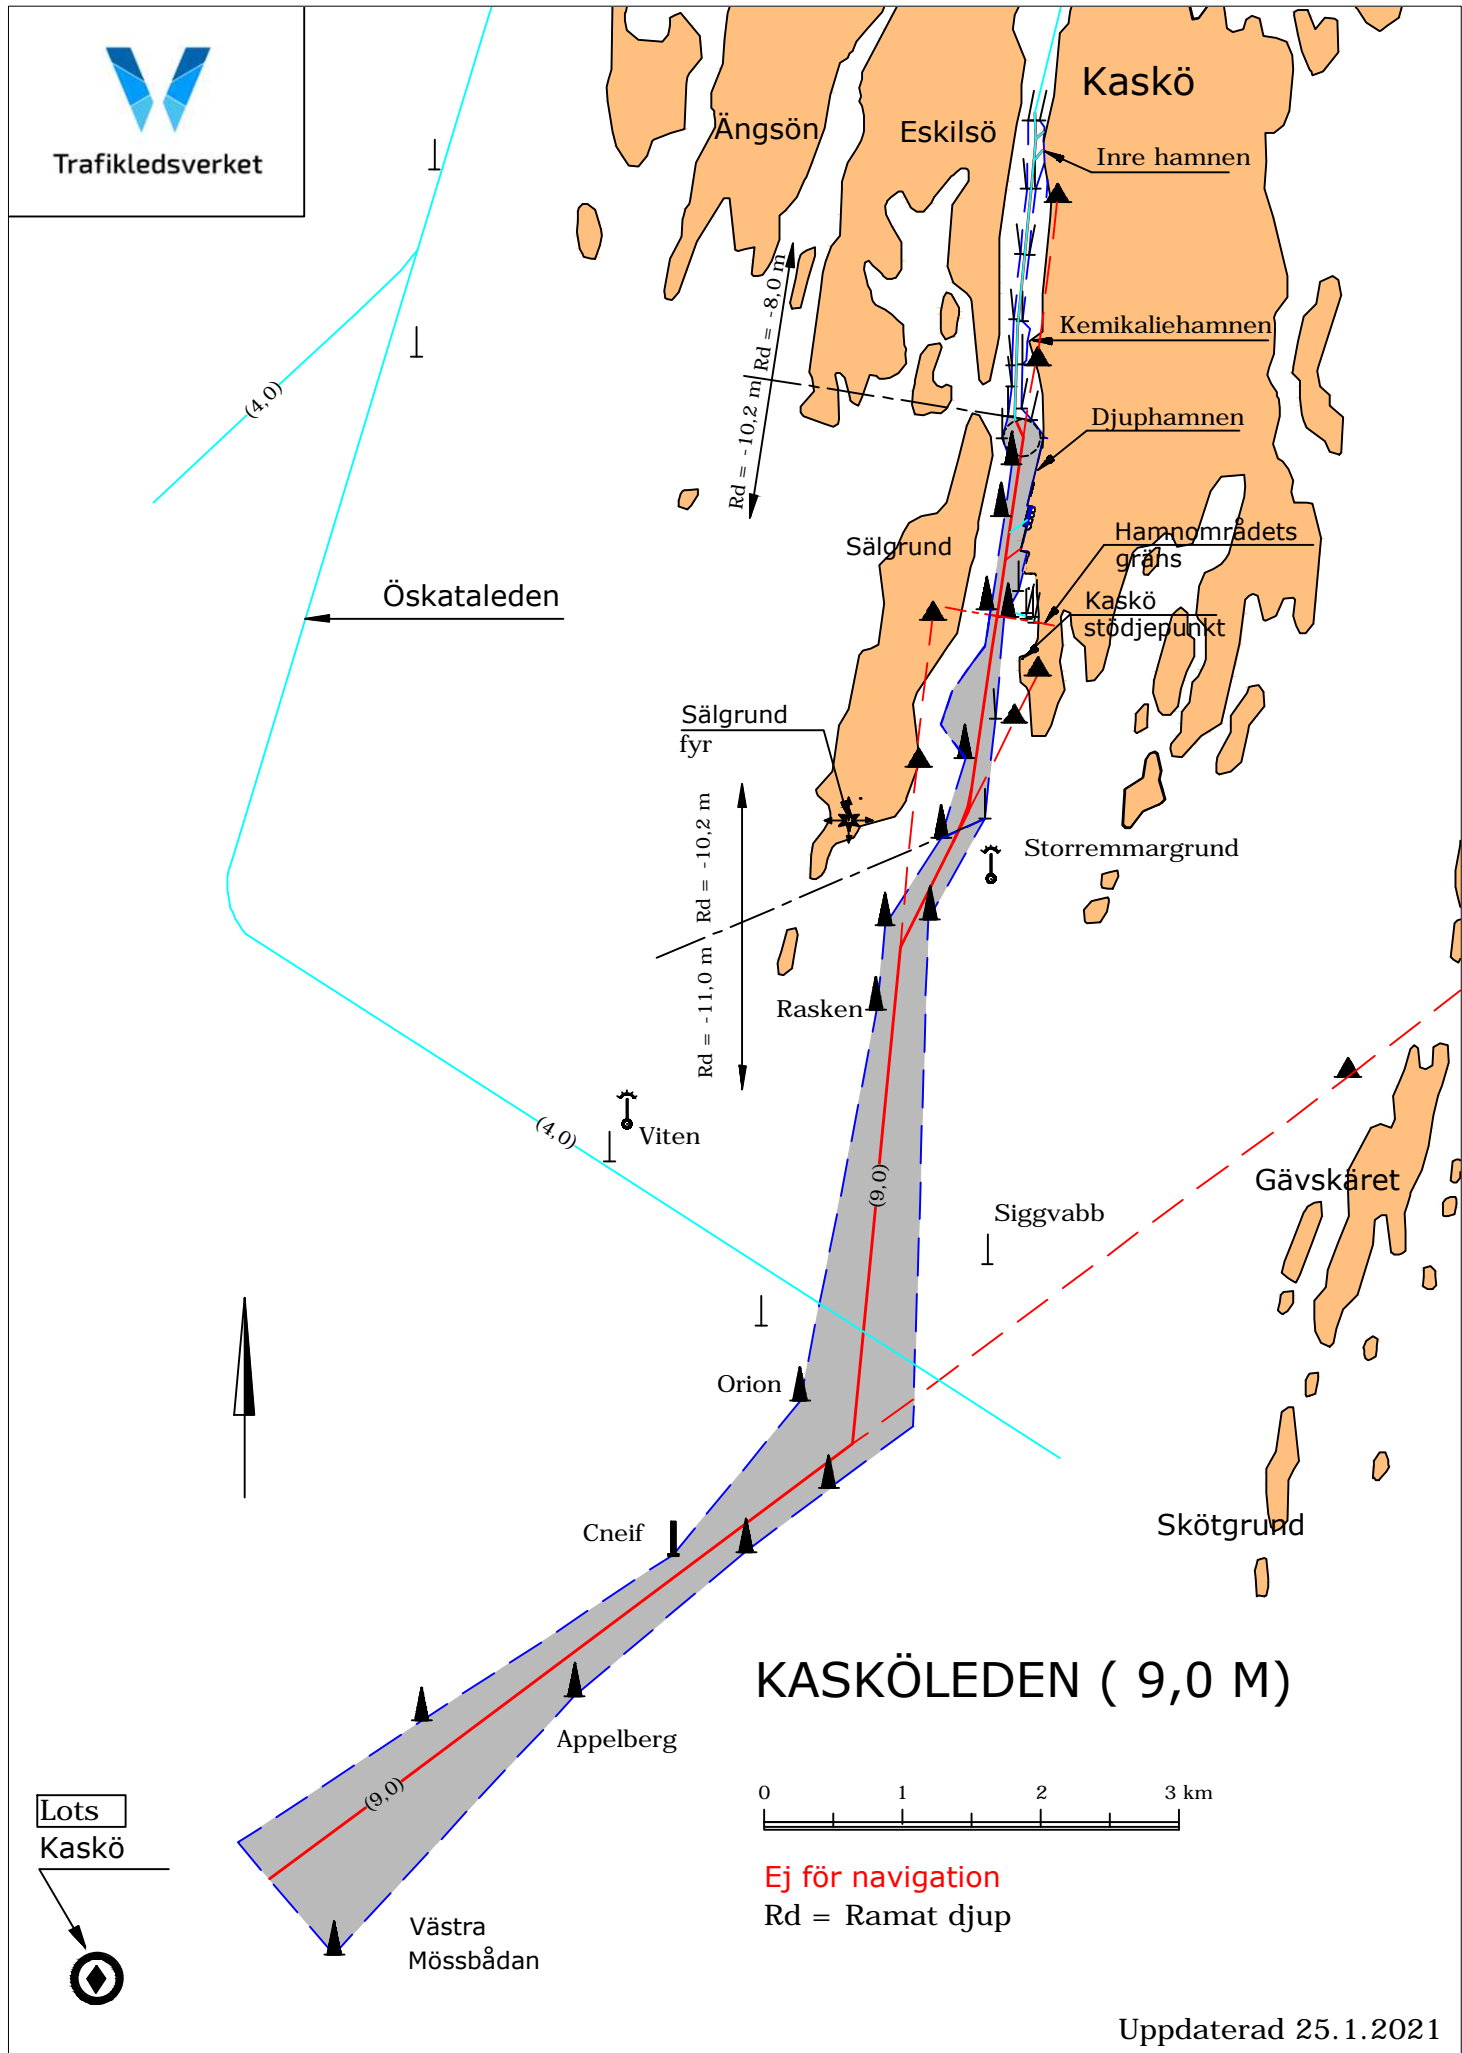 Trafikledsverket
Kaskö
Ängsön
Eskilsö
Inre hamnen
Rd = -8,0 m
Kemikaliehamnen
(4,0)
Rd = -10,2 m
Djuphamnen
Sälgrund
Hamnområdets
gräns
Öskataleden
Kaskö
stödjepunkt
Sälgrund
fyr
Rd = -10,2 m
Storremmargrund
Rd = -11,0 m
Rasken
(4,0)
Viten
(9,0)
Gävskäret
Siggvabb
Orion
Cneif
Skötgrund
KASKÖLEDEN ( 9,0 M)
Appelberg
(9,0)
0 1 2 3 km
Lots
Kaskö
Ej för navigation
Rd = Ramat djup
Västra
Mössbådan
Uppdaterad 25.1.2021